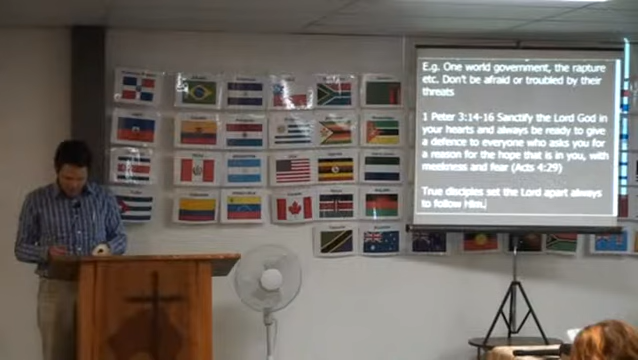 E.g. One world government, the rapture
etc. Don't be afraid or troubled by their
threats
1 Peter 3:14-16 Sanctify the Lord God in
your hearts and always be ready to give
a defence to everyone who asks you for
a reason for the hope that is in you, with
meekness and fear (Acts 4:29)
True disciples set the Lord apart always
to follow Him.